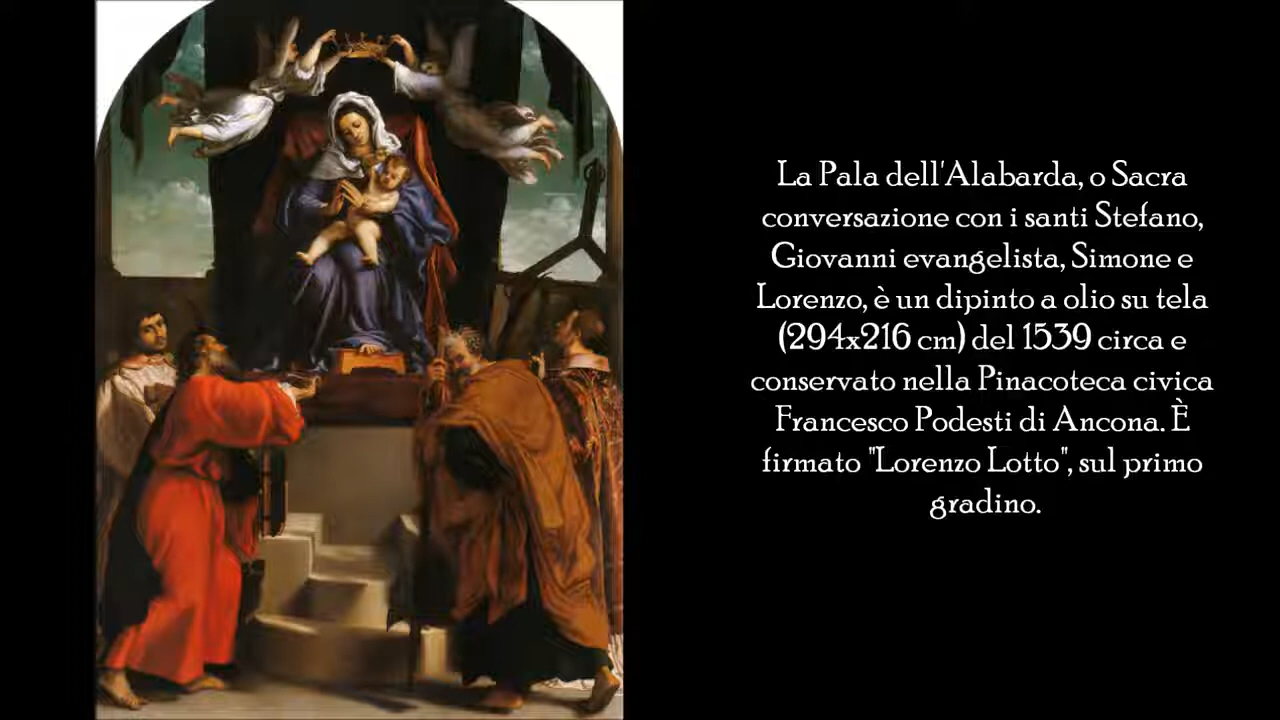 La Pala dell'Alabarda, o Sacra
conversazione con i santi Stefano,
Giovanni evangelista, Simone e
Lorenzo, è un dipinto a olio su tela
(294x216 cm) del 1539 circa e
conservato nella Pinacoteca civica
Francesco Podesti di Ancona. È
firmato "Lorenzo Lotto", sul primo
gradino.